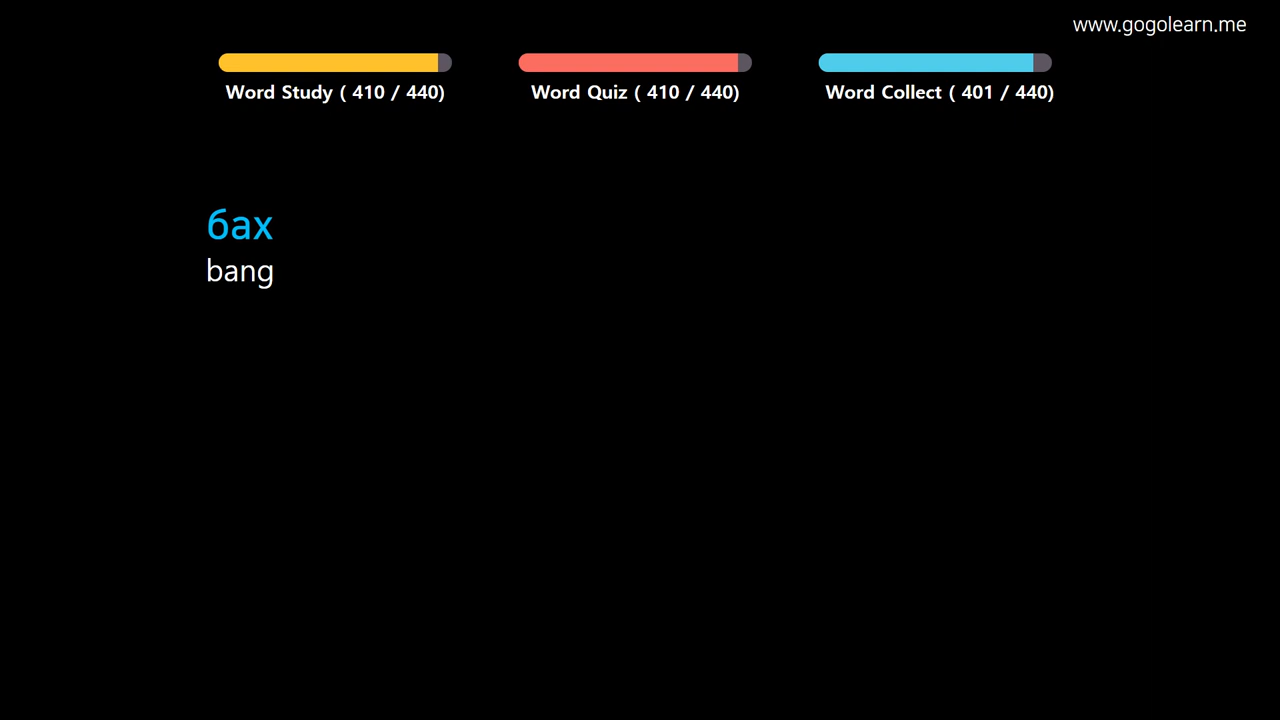 www.gogolearn.me
Word Study ( 410 / 440)
Word Quiz ( 410 / 440)
Word Collect ( 401 / 440)
бах
bang